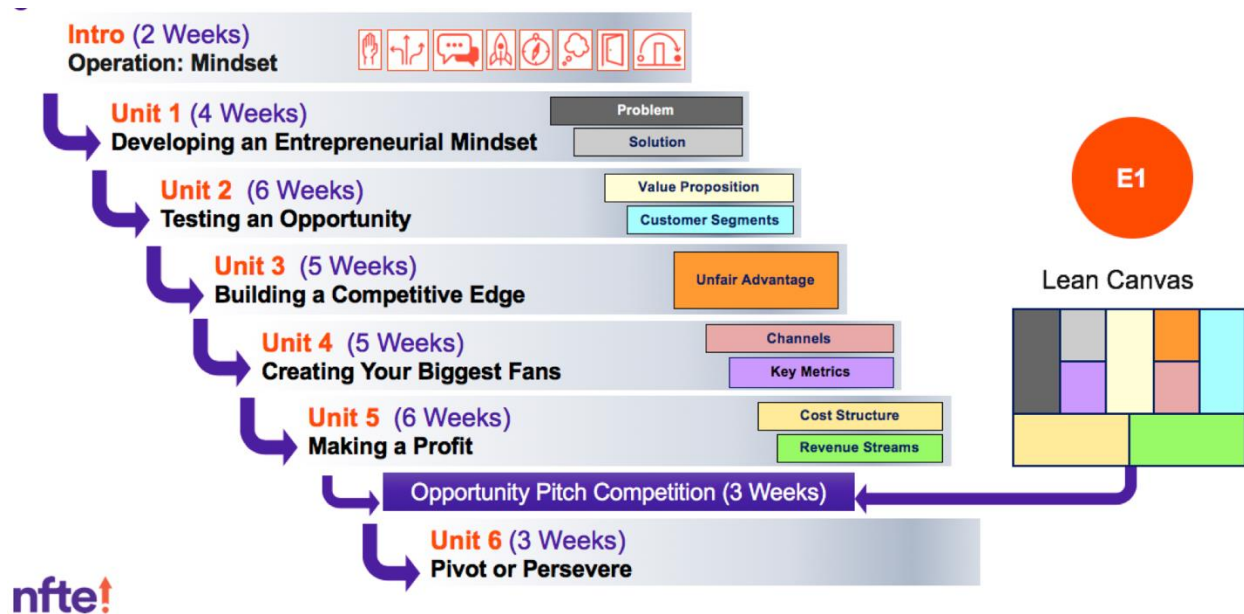 Intro (2 Weeks)
Operation: Mindset
Unit 1 (4 Weeks)
Developing an Entrepreneurial Mindset
Problem
Solution
Unit 2 (6 Weeks)
Testing an Opportunity
Value Proposition
Customer Segments
Unit 3 (5 Weeks)
Building a Competitive Edge
Unfair Advantage
Unit 4 (5 Weeks)
Creating Your Biggest Fans
Channels
Key Metrics
Unit 5 (6 Weeks)
Making a Profit
Cost Structure
Revenue Streams
Opportunity Pitch Competition (3 Weeks)
Unit 6 (3 Weeks)
Pivot or Persevere
E1
Lean Canvas
nfte!